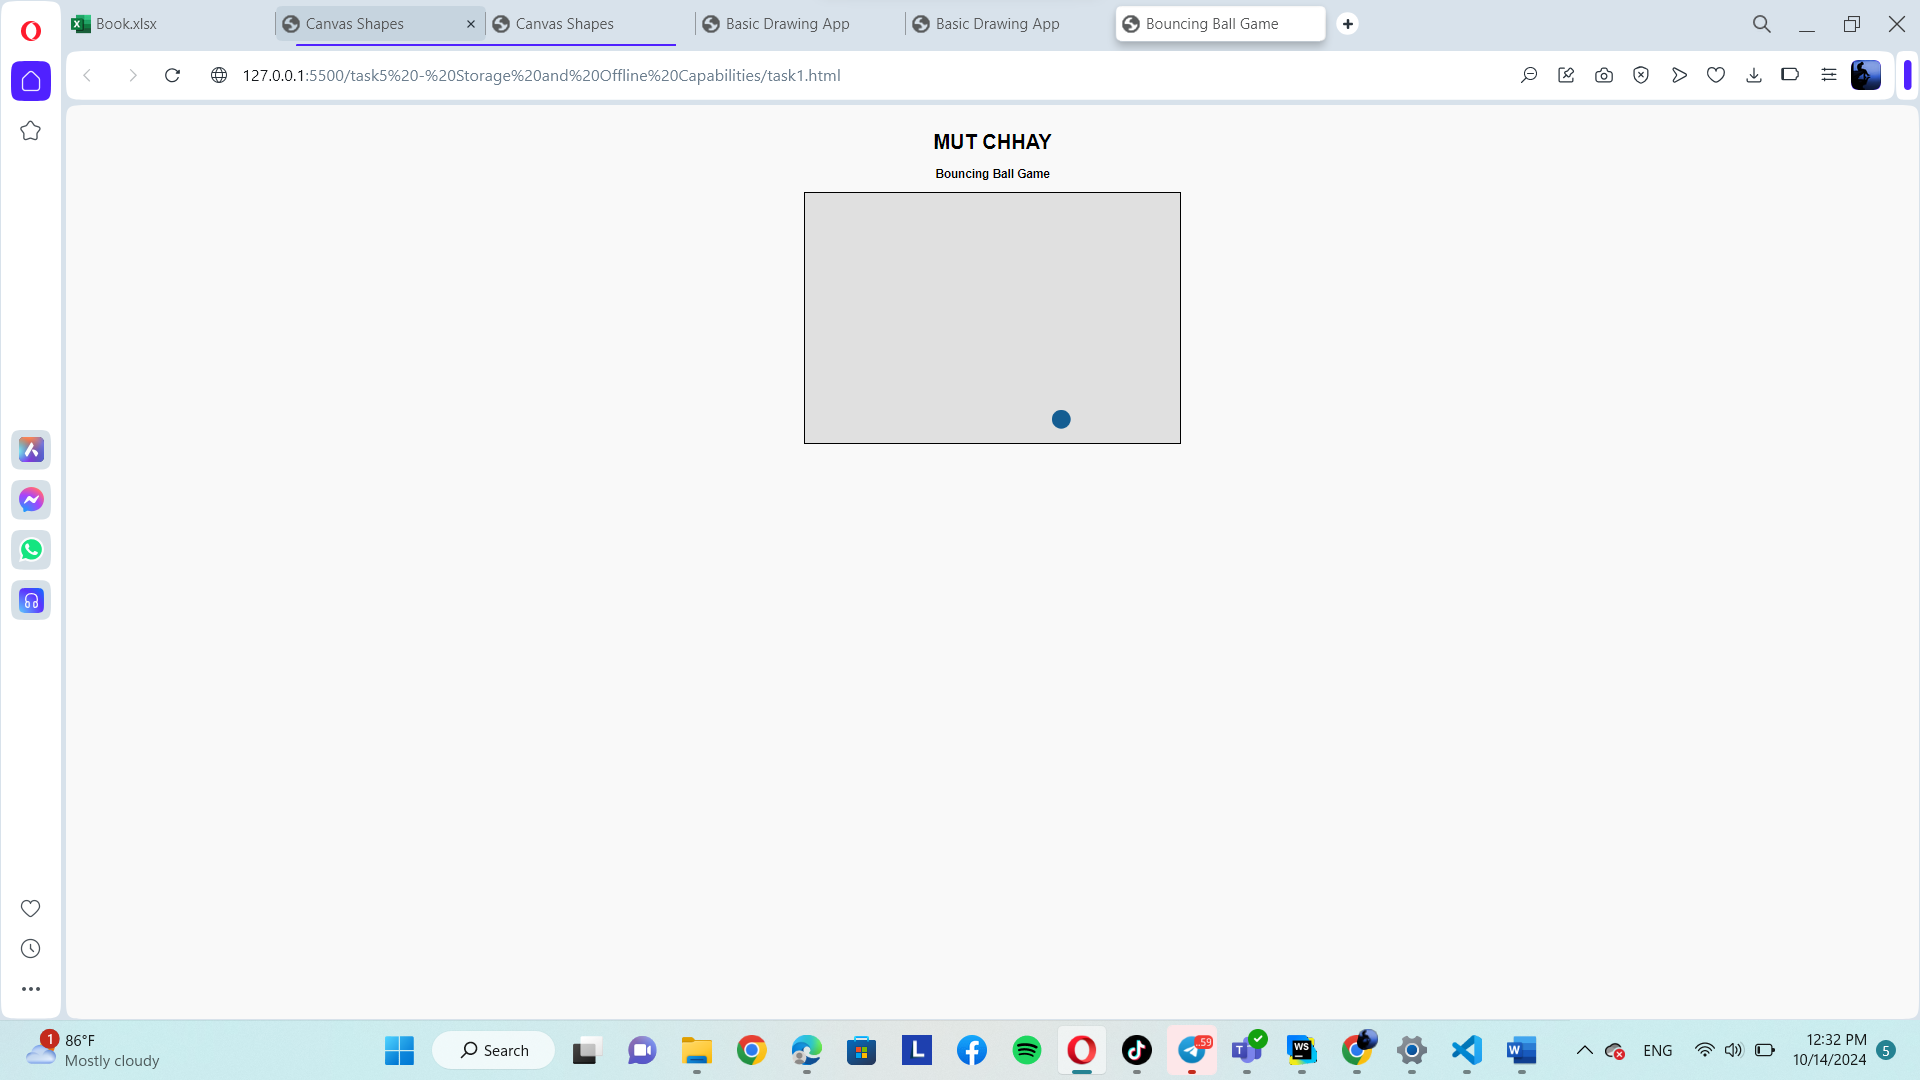 Book.xlsx
Canvas Shapes
Canvas Shapes
Basic Drawing App
Basic Drawing App
Bouncing Ball Game
127.0.0.1:5500/task5%20-%20Storage%20and%20Offline%20Capabilities/task1.html
MUT CHHAY
Bouncing Ball Game
1
86°F
Mostly cloudy
Search
L
..59
T
WS
W
ENG
12:32 PM
10/14/2024
5